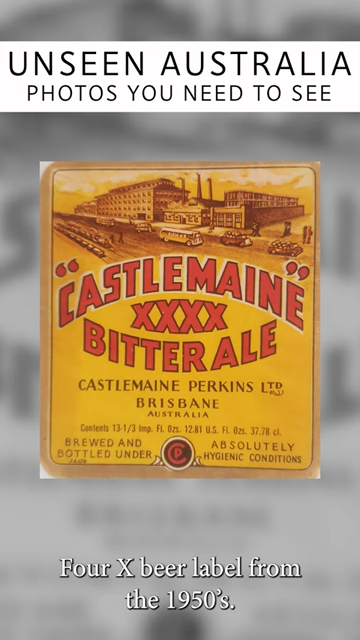 UNSEEN AUSTRALIA
PHOTOS YOU NEED TO SEE
"CASTLEMAINE"
XXXX
BITTER ALE
CASTLEMAINE PERKINS LTD
BRISBANE
AUSTRALIA
Contents 13-1/3 Imp. Fl. Ozs. 12.81 U.S. Fl. Ozs. 37.78 cl.
BREWED AND
BOTTLED UNDER
ABSOLUTELY
HYGIENIC CONDITIONS
Four X beer label from
the 1950's.